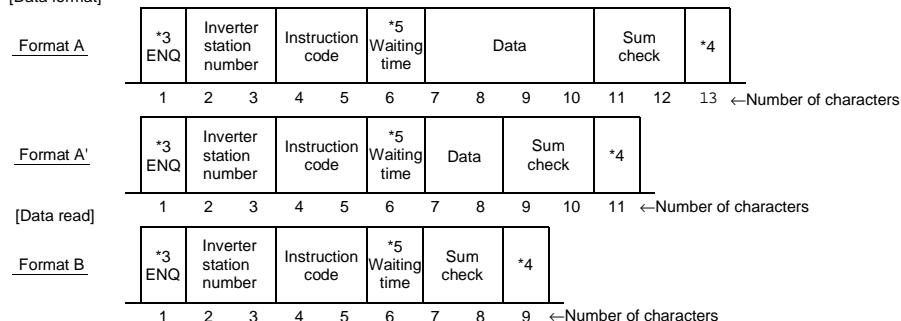 [Data format]
Format A
*3 ENQ
Inverter station number
Instruction code
*5 Waiting time
Data
Sum check
*4
1 2 3 4 5 6 7 8 9 10 11 12 13 ←Number of characters
Format A'
*3 ENQ
Inverter station number
Instruction code
*5 Waiting time
Data
Sum check
*4
1 2 3 4 5 6 7 8 9 10 11 ←Number of characters
[Data read]
Format B
*3 ENQ
Inverter station number
Instruction code
*5 Waiting time
Sum check
*4
1 2 3 4 5 6 7 8 9 ←Number of characters